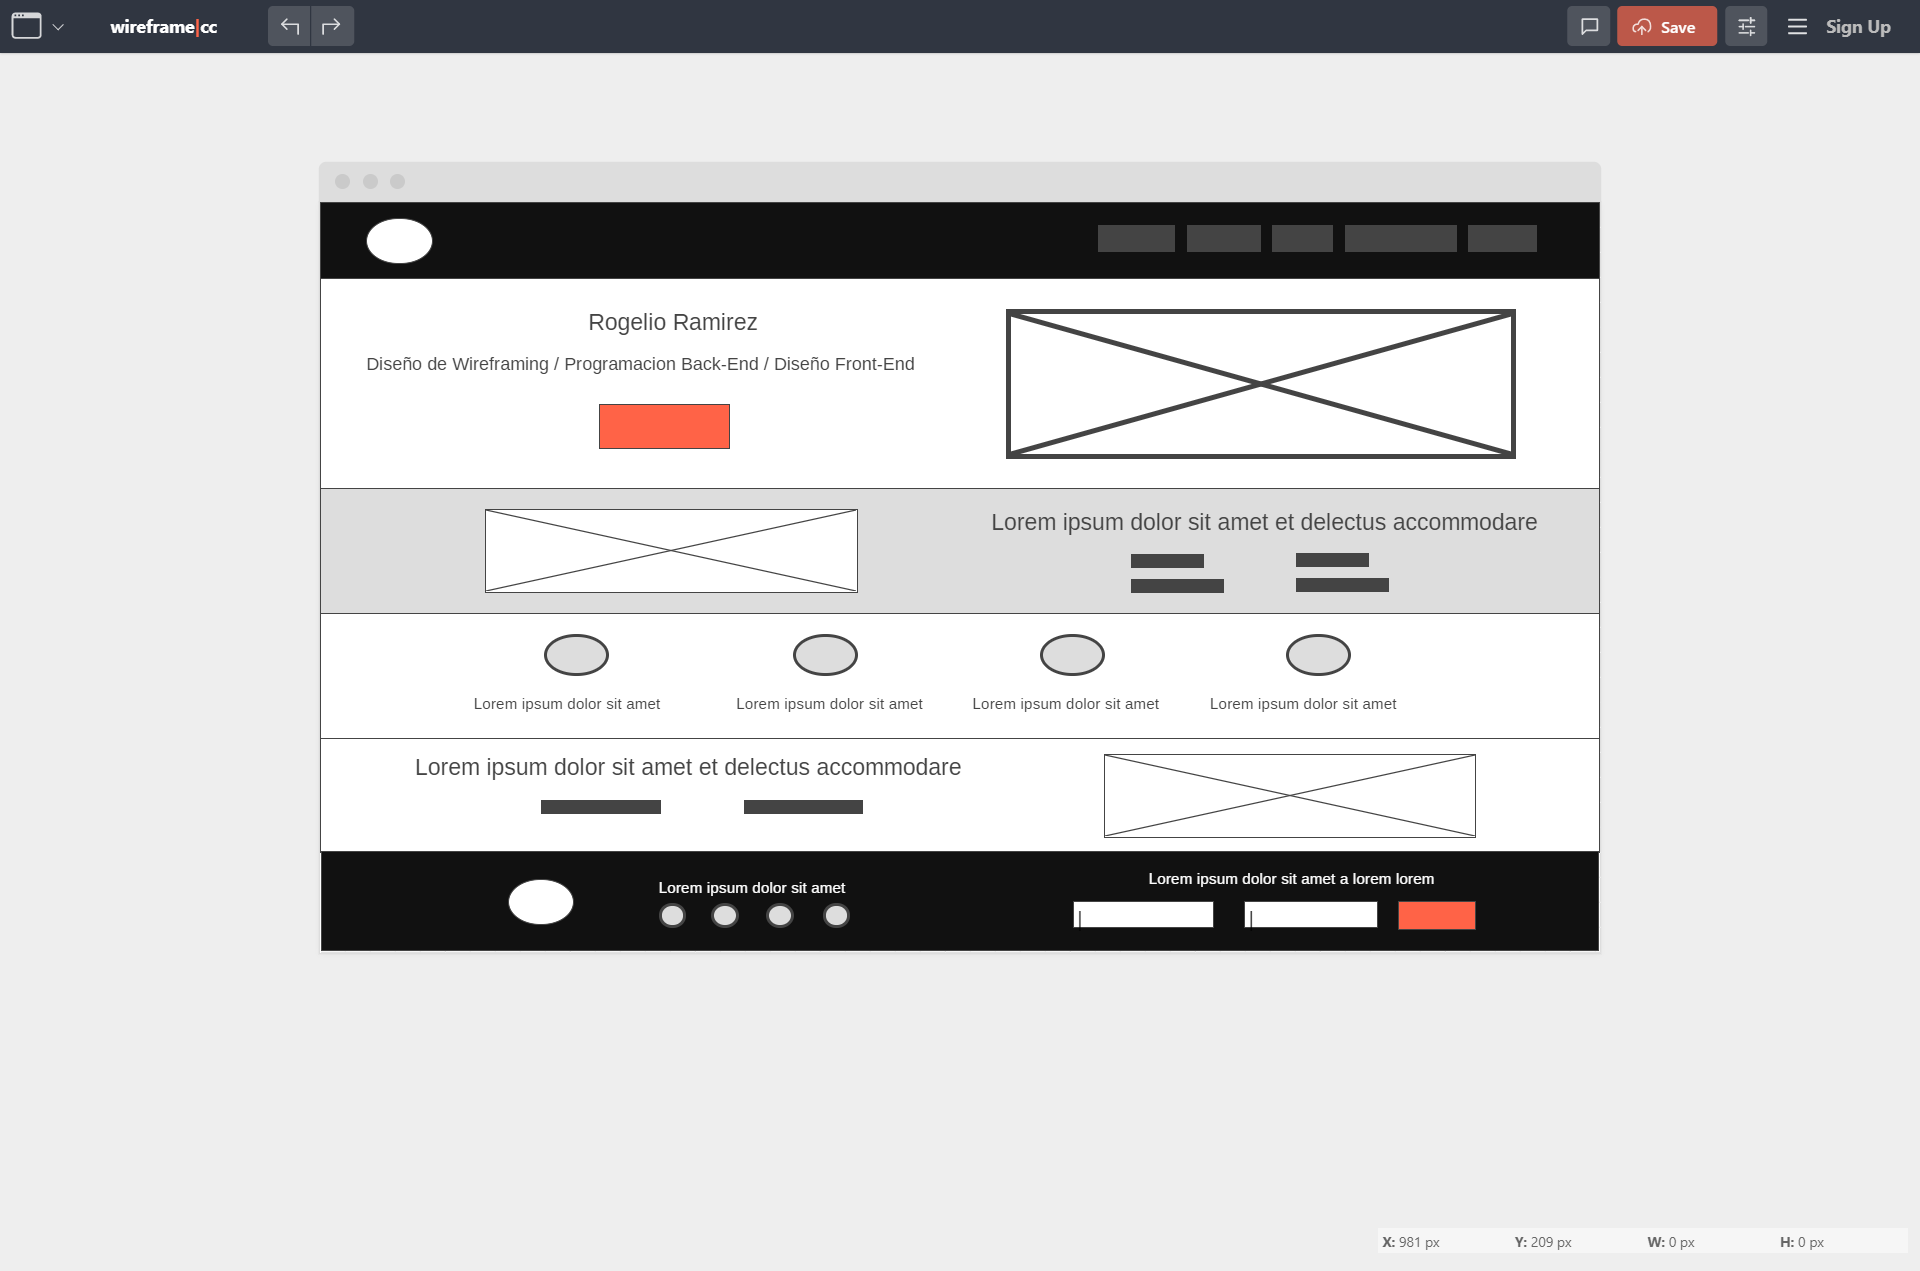 wireframe|cc
Save
Sign Up
Rogelio Ramirez
Diseño de Wireframing / Programacion Back-End / Diseño Front-End
Lorem ipsum dolor sit amet et delectus accommodare
Lorem ipsum dolor sit amet
Lorem ipsum dolor sit amet
Lorem ipsum dolor sit amet
Lorem ipsum dolor sit amet
Lorem ipsum dolor sit amet et delectus accommodare
Lorem ipsum dolor sit amet
Lorem ipsum dolor sit amet a lorem lorem
X: 981 px Y: 209 px W: 0 px H: 0 px